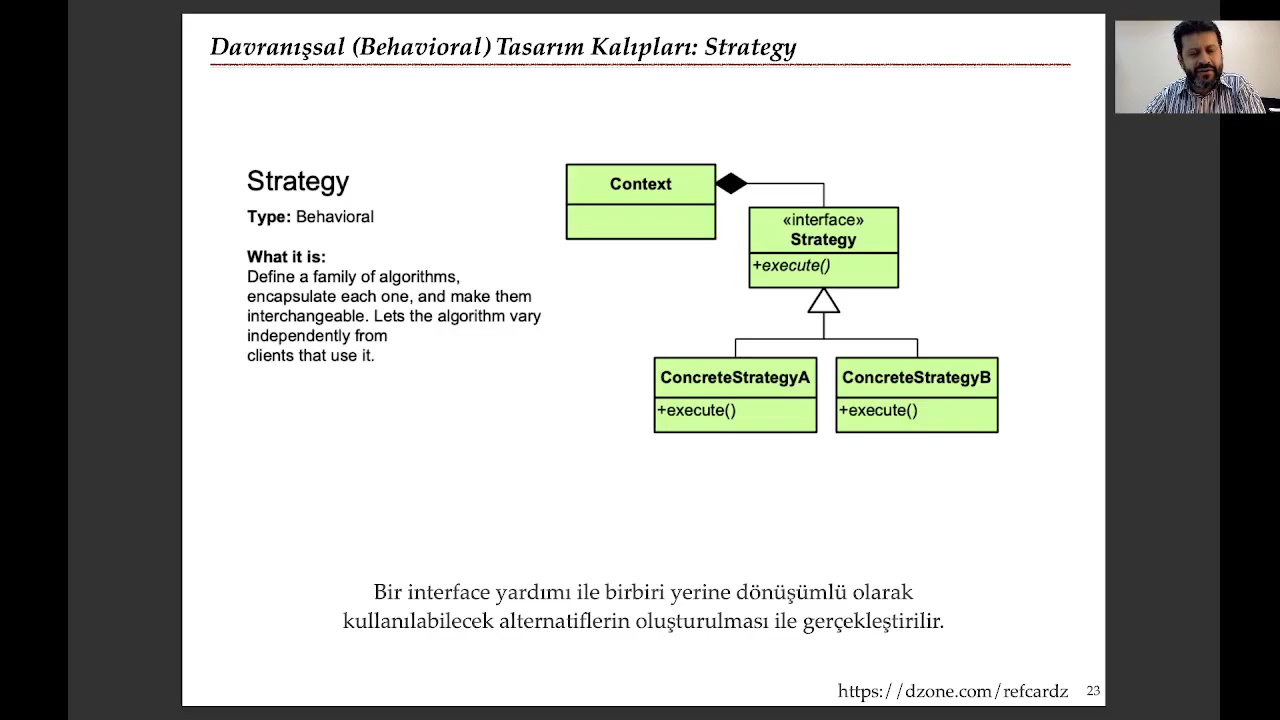 Davranışsal (Behavioral) Tasarım Kalıpları: Strategy
Strategy
Type: Behavioral
What it is:
Define a family of algorithms,
encapsulate each one, and make them
interchangeable. Lets the algorithm vary
independently from
clients that use it.
Context
«interface»
Strategy
+execute()
ConcreteStrategyA
+execute()
ConcreteStrategyB
+execute()
Bir interface yardımı ile birbiri yerine dönüşümlü olarak
kullanılabilecek alternatiflerin oluşturulması ile gerçekleştirilir.
https://dzone.com/refcardz
23